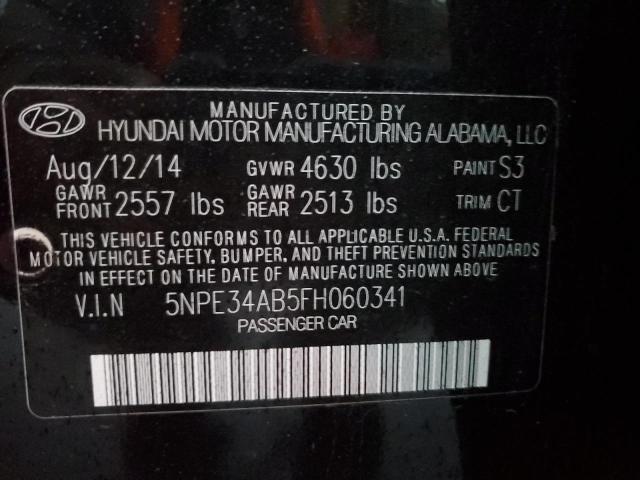 MANUFACTURED BY
HYUNDAI MOTOR MANUFACTURING ALABAMA, LLC
Aug/12/14 GVWR 4630 lbs PAINT S3
GAWR FRONT 2557 lbs GAWR REAR 2513 lbs TRIM CT
THIS VEHICLE CONFORMS TO ALL APPLICABLE U.S.A. FEDERAL
MOTOR VEHICLE SAFETY, BUMPER, AND THEFT PREVENTION STANDARDS
IN EFFECT ON THE DATE OF MANUFACTURE SHOWN ABOVE
V.I.N 5NPE34AB5FH060341
PASSENGER CAR